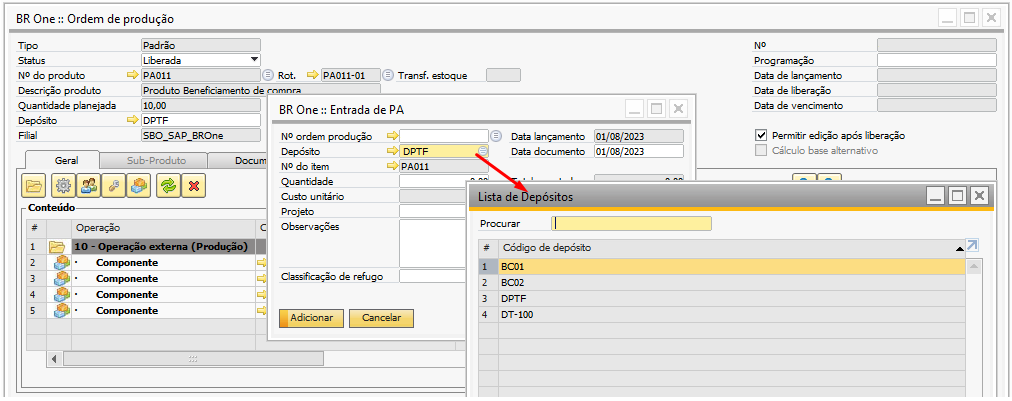 BR One :: Ordem de produção
Tipo Padrão
Status Liberada
Nº do produto PA011 Rot. PA011-01 Transf. estoque
Descrição produto Produto Beneficiamento de compra
Quantidade planejada 10,00
Depósito DPTF
Filial SBO_SAP_BROne
Nº
Programação
Data de lançamento
Data de liberação
Data de vencimento
Permitir edição após liberação
Cálculo base alternativo
Geral Sub-Produto Docum
Conteúdo
# Operação
1 10 - Operação externa (Produção)
2 Componente
3 Componente
4 Componente
5 Componente
BR One :: Entrada de PA
Nº ordem produção Data lançamento 01/08/2023
Depósito DPTF Data documento 01/08/2023
Nº do item PA011
Quantidade
Custo unitário
Projeto
Observações
Classificação de refugo
Adicionar Cancelar
Lista de Depósitos
Procurar
# Código de depósito
1 BC01
2 BC02
3 DPTF
4 DT-100